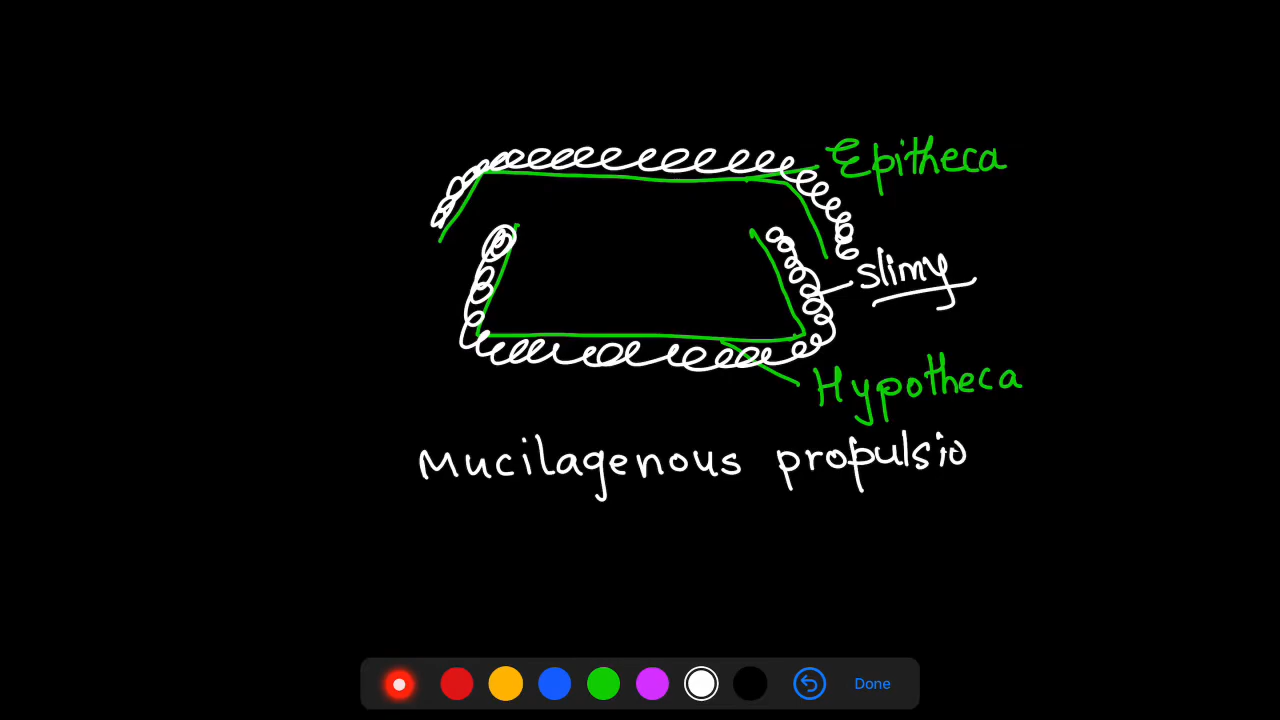 Epitheca
slimy
Hypotheca
Mucilagenous propulsio
Done